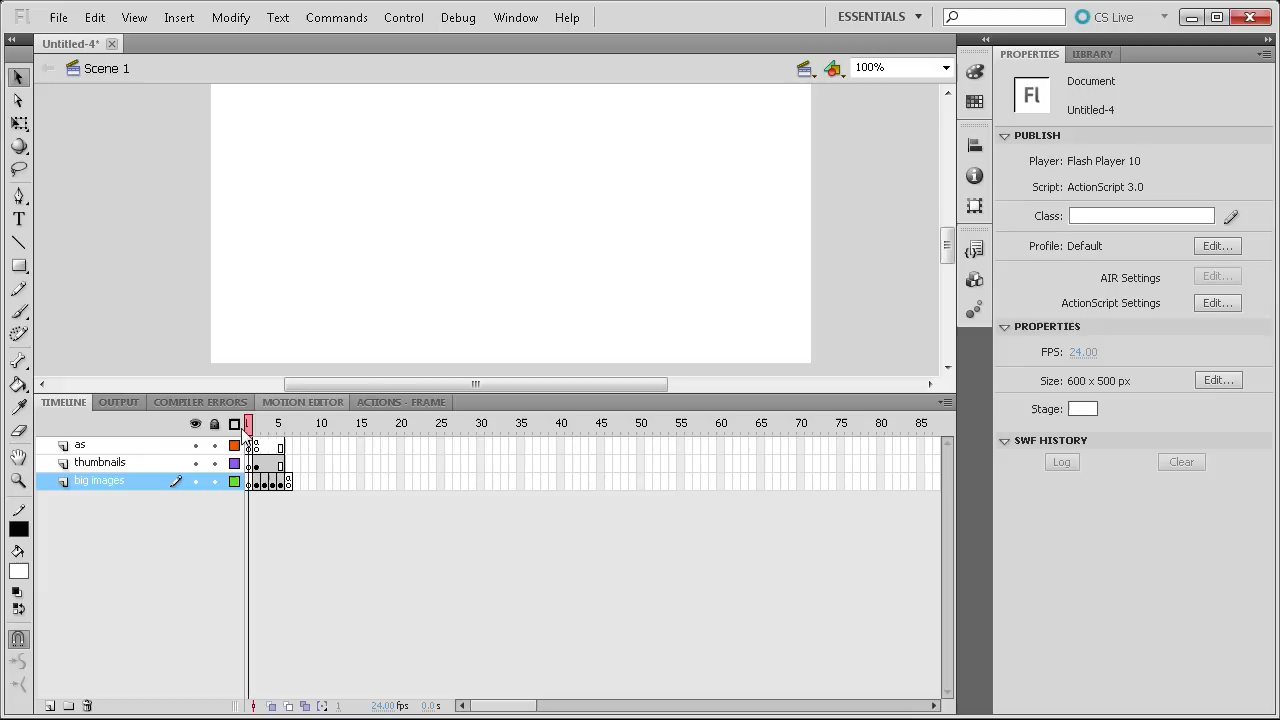 Fl File Edit View Insert Modify Text Commands Control Debug Window Help ESSENTIALS CS Live
Untitled-4*
Scene 1 100%
PROPERTIES LIBRARY
Fl
Document
Untitled-4
PUBLISH
Player: Flash Player 10
Script: ActionScript 3.0
Class:
Profile: Default Edit...
AIR Settings Edit...
ActionScript Settings Edit...
PROPERTIES
FPS: 24.00
Size: 600 x 500 px Edit...
Stage:
SWF HISTORY
Log Clear
T
TIMELINE OUTPUT COMPILER ERRORS MOTION EDITOR ACTIONS - FRAME
5 10 15 20 25 30 35 40 45 50 55 60 65 70 75 80 85
as
thumbnails
big images
1 24.00 fps 0.0 s